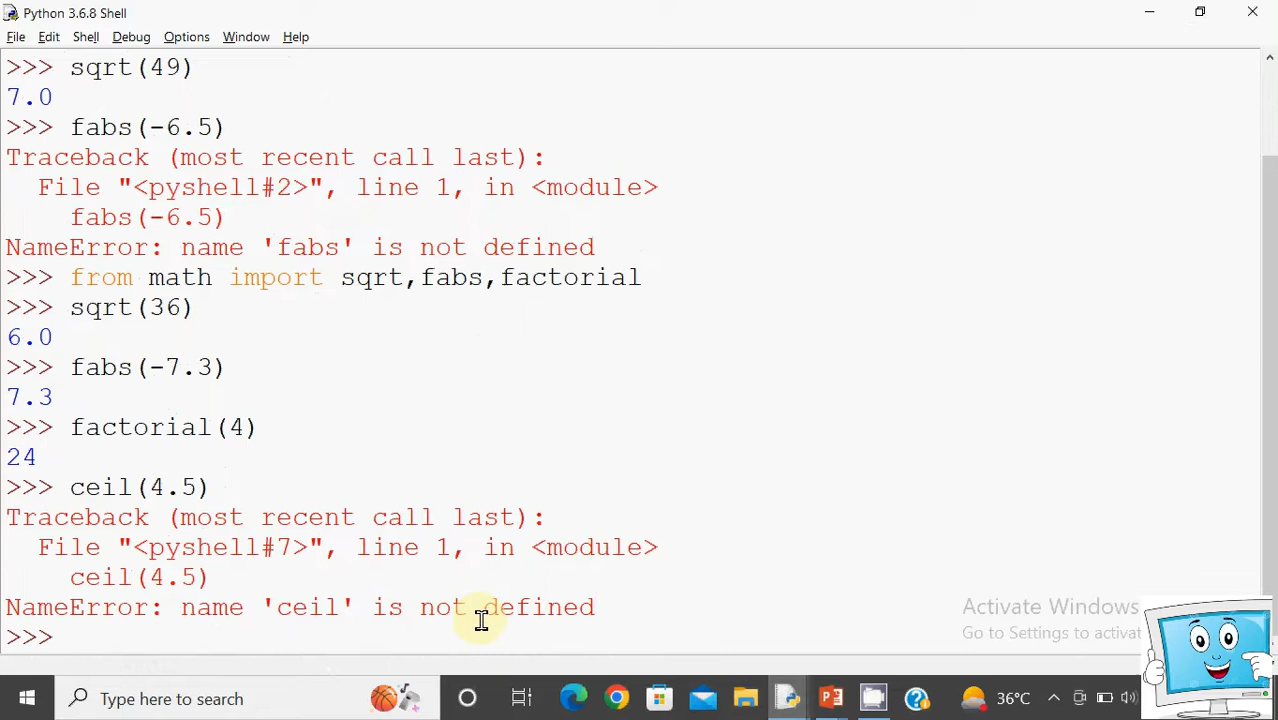 Python 3.6.8 Shell
File Edit Shell Debug Options Window Help
>>> sqrt(49)
7.0
>>> fabs(-6.5)
Traceback (most recent call last):
  File "<pyshell#2>", line 1, in <module>
    fabs(-6.5)
NameError: name 'fabs' is not defined
>>> from math import sqrt,fabs,factorial
>>> sqrt(36)
6.0
>>> fabs(-7.3)
7.3
>>> factorial(4)
24
>>> ceil(4.5)
Traceback (most recent call last):
  File "<pyshell#7>", line 1, in <module>
    ceil(4.5)
NameError: name 'ceil' is not defined
>>>
Activate Windows
Go to Settings to activat
Type here to search
36°C